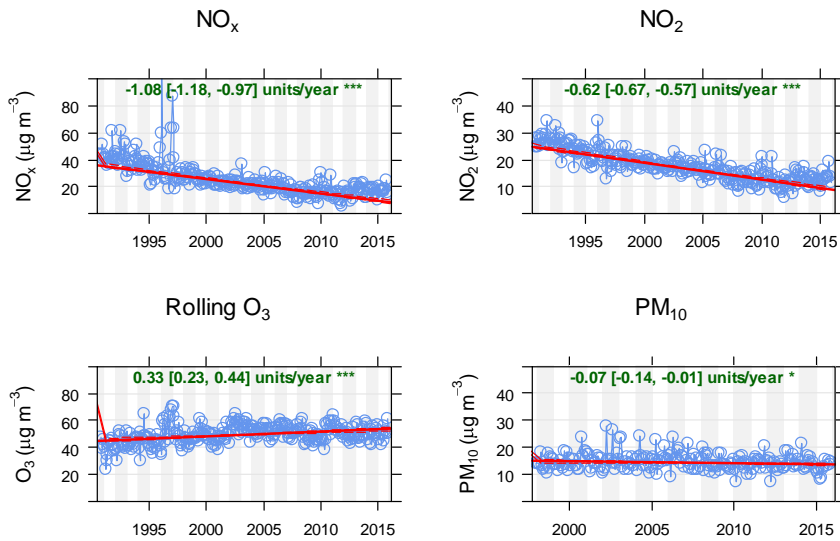 NOₓ
NO₂
-1.08 [-1.18, -0.97] units/year ***
80
60
40
20
NOₓ (µg m⁻³)
1995 2000 2005 2010 2015
-0.62 [-0.67, -0.57] units/year ***
40
30
20
10
NO₂ (µg m⁻³)
1995 2000 2005 2010 2015
Rolling O₃
PM₁₀
0.33 [0.23, 0.44] units/year ***
80
60
40
20
O₃ (µg m⁻³)
1995 2000 2005 2010 2015
-0.07 [-0.14, -0.01] units/year *
40
30
20
10
PM₁₀ (µg m⁻³)
2000 2005 2010 2015